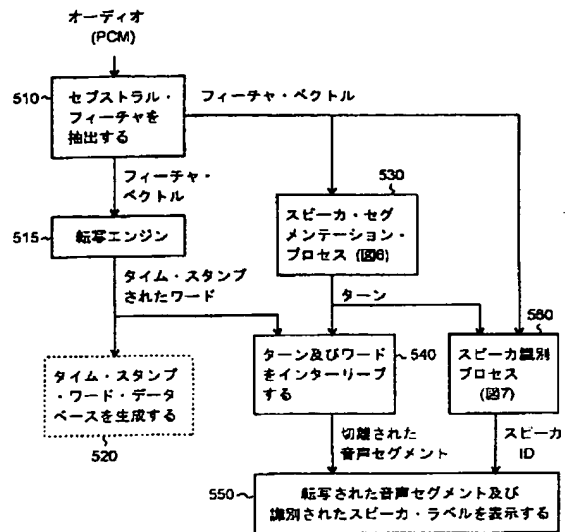 オーディオ
(PCM)
510
セプストラル・
フィーチャを
抽出する
フィーチャ・ベクトル
フィーチャ・
ベクトル
530
スピーカ・セグ
メンテーション・
プロセス (図6)
515
転写エンジン
タイム・スタンプ
されたワード
ターン
560
タイム・スタンプ
・ワード・データ
ベースを生成する
520
ターン及びワード
をインターリーブ
する
540
スピーカ識別
プロセス
(図7)
切離された
音声セグメント
スピーカ
ID
550
転写された音声セグメント及び
識別されたスピーカ・ラベルを表示する